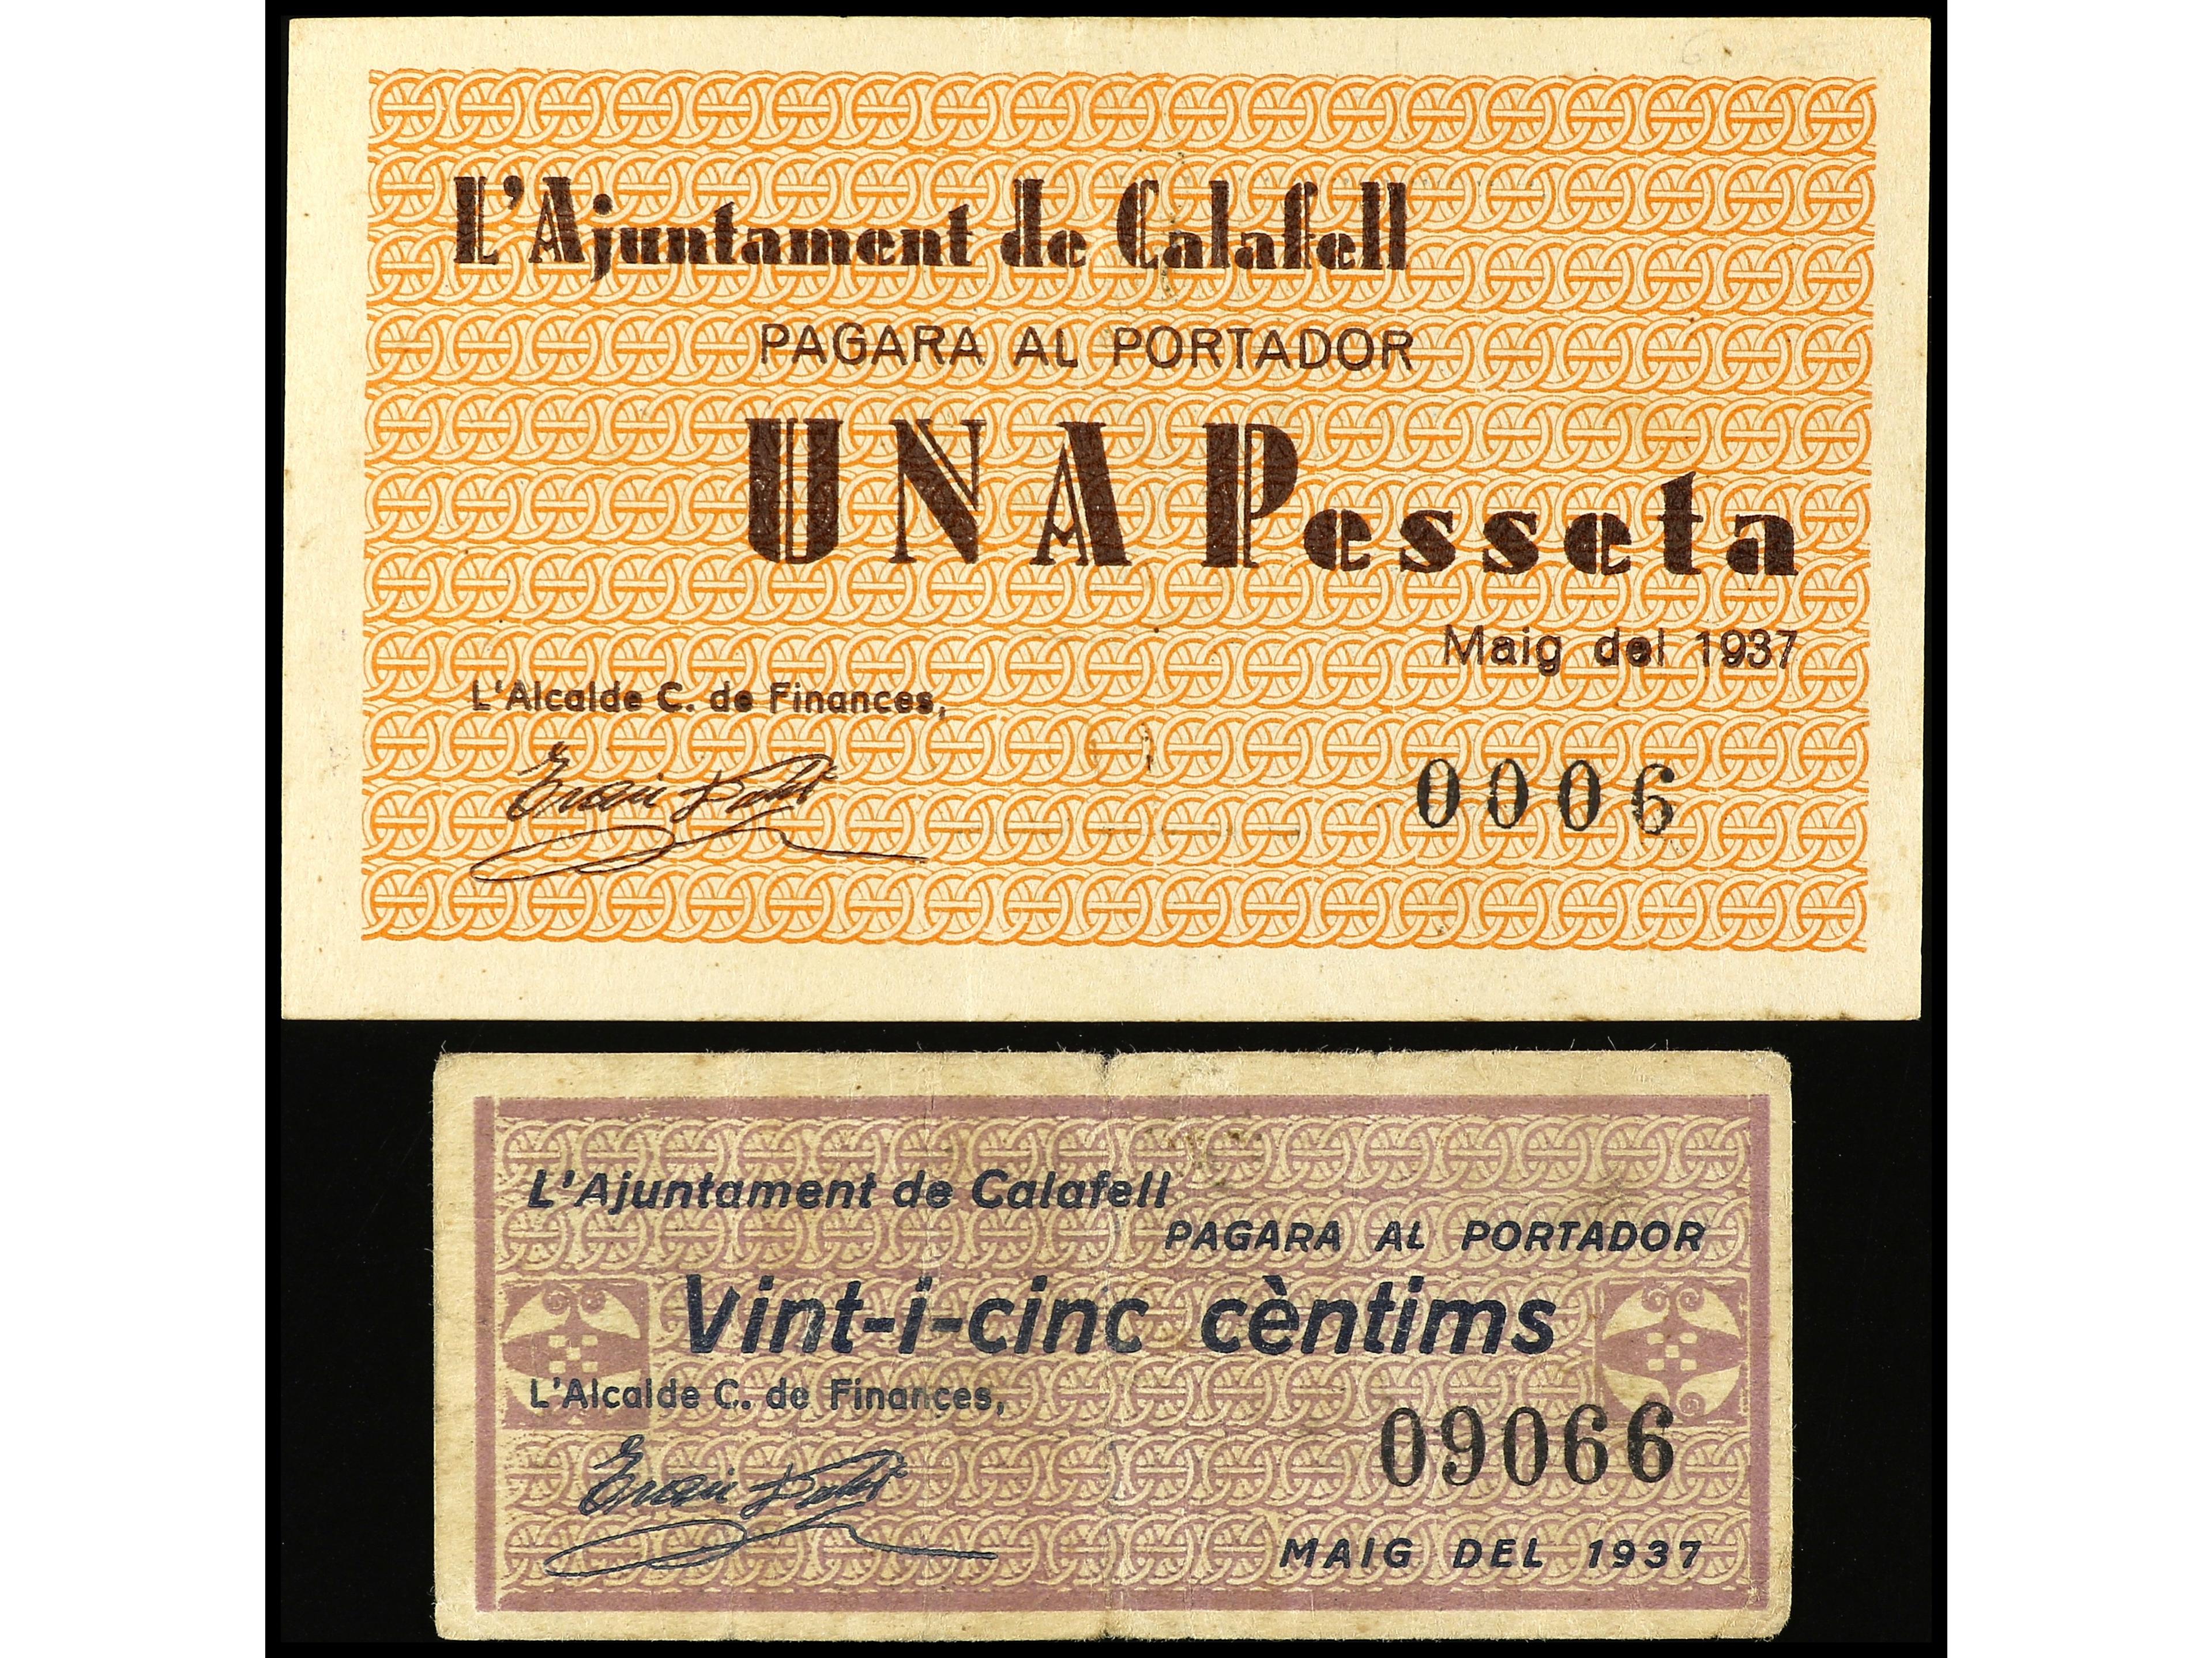 L'Ajuntament de Calafell
PAGARA AL PORTADOR
UNA Pesseta
Maig del 1937
L'Alcalde C. de Finances,
0006
L'Ajuntament de Calafell
PAGARA AL PORTADOR
Vint-i-cinc cèntims
L'Alcalde C. de Finances,
09066
MAIG DEL 1937